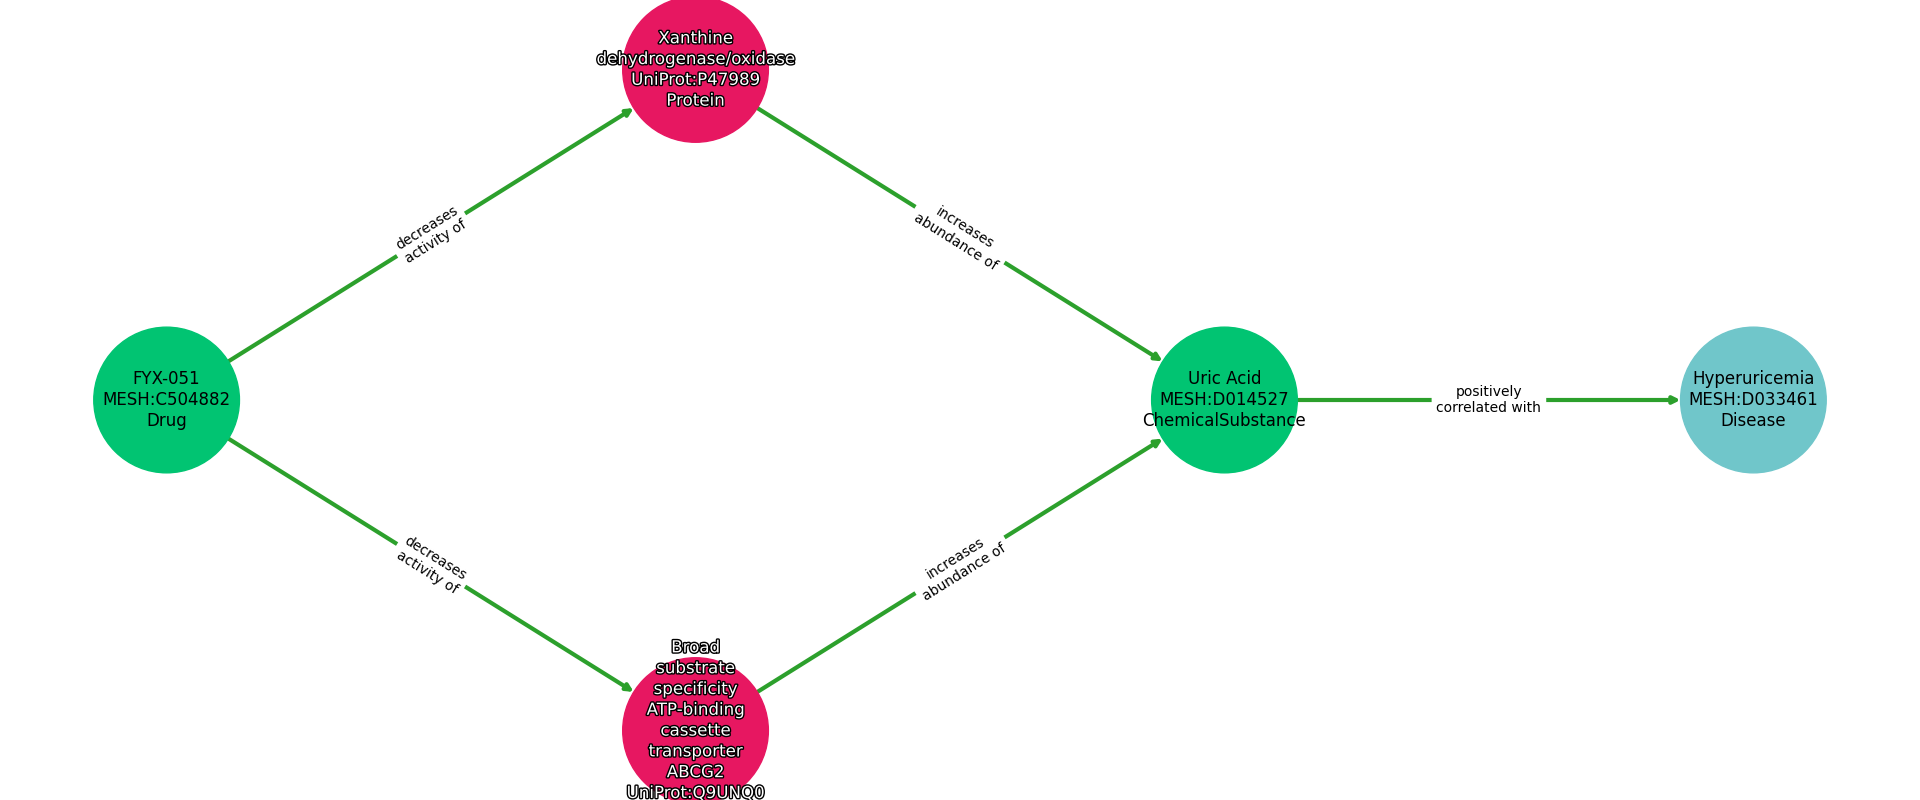 Xanthine
dehydrogenase/oxidase
UniProt:P47989
Protein
decreases
activity of
increases
abundance of
FYX-051
MESH:C504882
Drug
Uric Acid
MESH:D014527
ChemicalSubstance
positively
correlated with
Hyperuricemia
MESH:D033461
Disease
decreases
activity of
increases
abundance of
Broad
substrate
specificity
ATP-binding
cassette
transporter
ABCG2
UniProt:Q9UNQ0